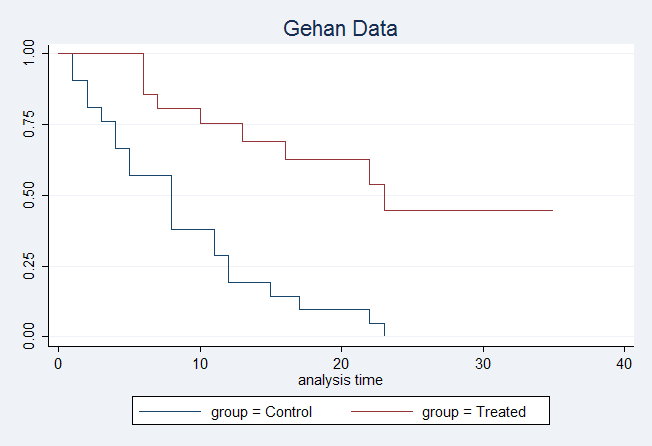 Gehan Data
1.00
0.75
0.50
0.25
0.00
0 10 20 30 40
analysis time
group = Control group = Treated